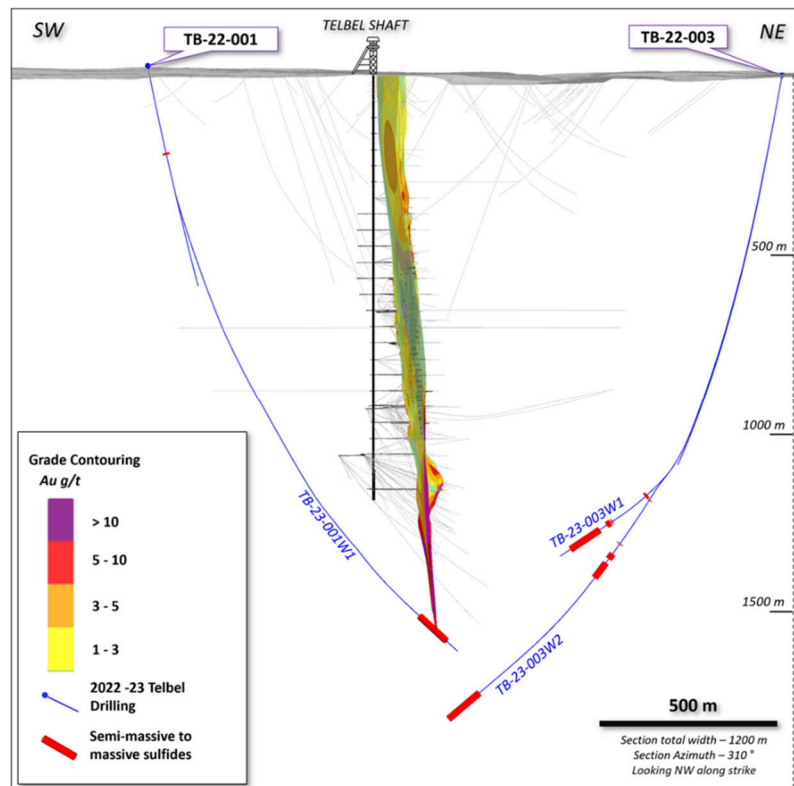 SW
TELBEL SHAFT
NE
TB-22-001
TB-22-003
500 m
1000 m
1500 m
TB-23-001W1
TB-23-003W1
TB-23-003W2
Grade Contouring
Au g/t
> 10
5 - 10
3 - 5
1 - 3
2022 -23 Telbel
Drilling
Semi-massive to
massive sulfides
500 m
Section total width – 1200 m
Section Azimuth – 310 °
Looking NW along strike